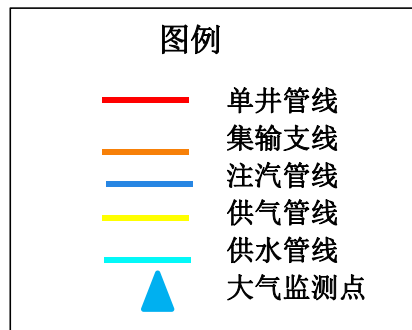 图例
单井管线
集输支线
注汽管线
供气管线
供水管线
大气监测点